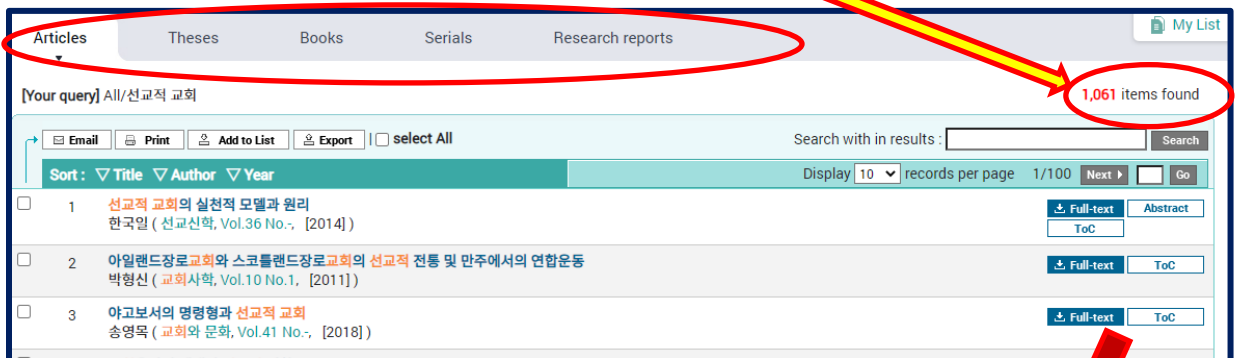 My List
Articles Theses Books Serials Research reports
[Your query] All/선교적 교회
1,061 items found
Email Print Add to List Export | select All
Search with in results : Search
Sort : ▽ Title ▽ Author ▽ Year
Display 10 records per page 1/100 Next Go
1 선교적 교회의 실천적 모델과 원리
한국일 ( 선교신학, Vol.36 No.-, [2014] )
Full-text Abstract
ToC
2 아일랜드장로교회와 스코틀랜드장로교회의 선교적 전통 및 만주에서의 연합운동
박형신 ( 교회사학, Vol.10 No.1, [2011] )
Full-text ToC
3 야고보서의 명령형과 선교적 교회
송영목 ( 교회와 문화, Vol.41 No.-, [2018] )
Full-text ToC